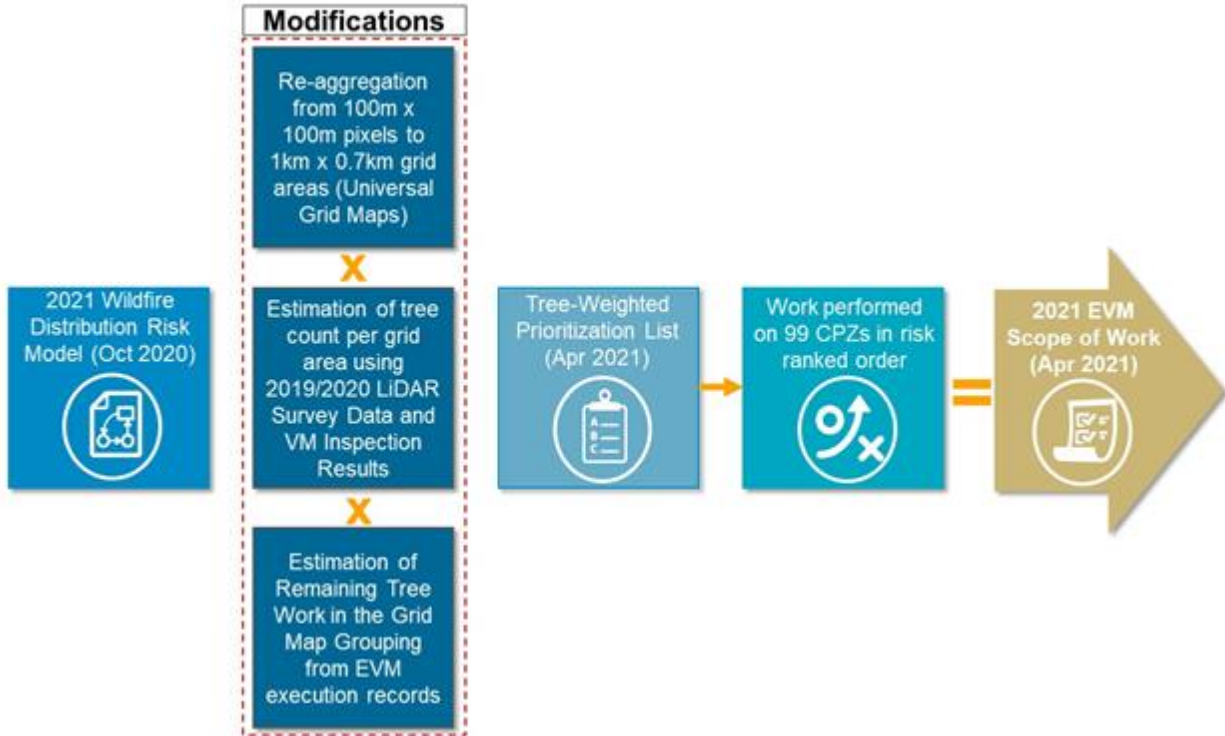 Modifications
Re-aggregation
from 100m x
100m pixels to
1km x 0.7km grid
areas (Universal
Grid Maps)
X
2021 Wildfire
Distribution Risk
Model (Oct 2020)
Estimation of tree
count per grid
area using
2019/2020 LiDAR
Survey Data and
VM Inspection
Results
X
Estimation of
Remaining Tree
Work in the Grid
Map Grouping
from EVM
execution records
Tree-Weighted
Prioritization List
(Apr 2021)
A
B
C
Work performed
on 99 CPZs in risk
ranked order
=
2021 EVM
Scope of Work
(Apr 2021)